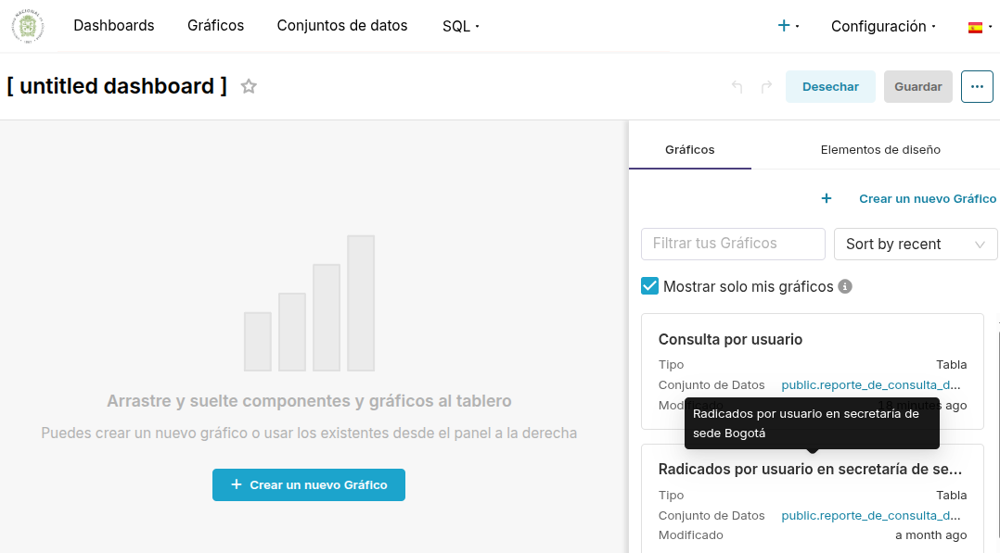 Dashboards Gráficos Conjuntos de datos SQL Configuración
[ untitled dashboard ] Desechar Guardar
Gráficos Elementos de diseño
+ Crear un nuevo Gráfico
Filtrar tus Gráficos Sort by recent
Mostrar solo mis gráficos
Consulta por usuario
Tipo Tabla
Conjunto de Datos public.reporte_de_consulta_d...
Modificado 18 minutes ago
Radicados por usuario en secretaría de
sede Bogotá
Radicados por usuario en secretaría de se...
Tipo Tabla
Conjunto de Datos public.reporte_de_consulta_d...
Modificado a month ago
Arrastre y suelte componentes y gráficos al tablero
Puedes crear un nuevo gráfico o usar los existentes desde el panel a la derecha
+ Crear un nuevo Gráfico